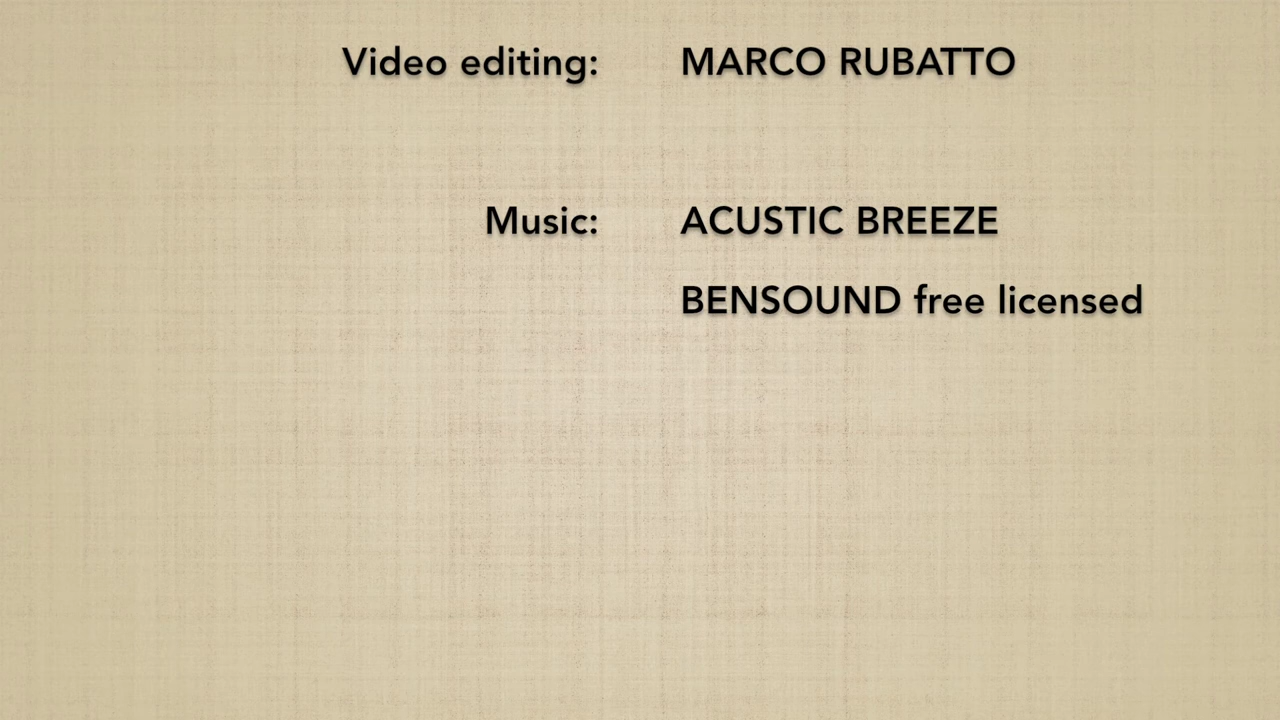 Video editing: MARCO RUBATTO
Music: ACUSTIC BREEZE
BENSOUND free licensed